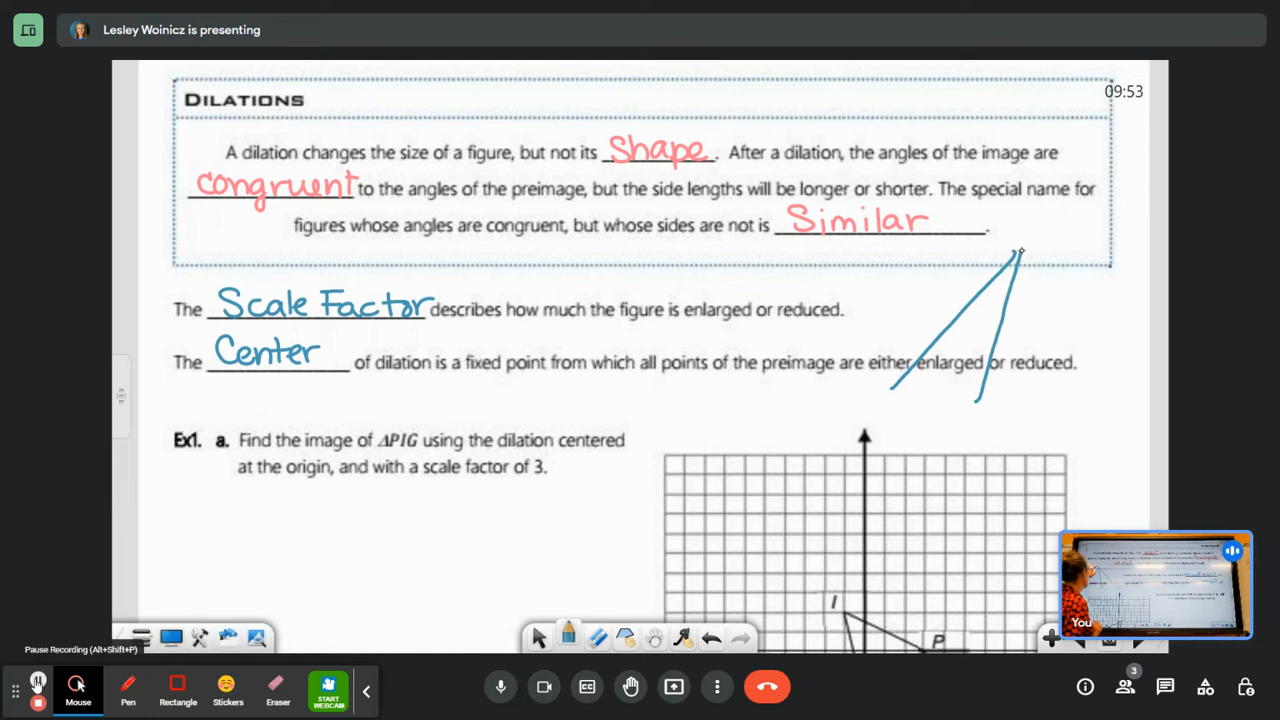 Lesley Woinicz is presenting
DILATIONS
09:53
A dilation changes the size of a figure, but not its Shape. After a dilation, the angles of the image are
congruent to the angles of the preimage, but the side lengths will be longer or shorter. The special name for
figures whose angles are congruent, but whose sides are not is Similar.
The Scale Factor describes how much the figure is enlarged or reduced.
The Center of dilation is a fixed point from which all points of the preimage are either enlarged or reduced.
Ex1. a. Find the image of ΔPIG using the dilation centered
at the origin, and with a scale factor of 3.
I
P
You
Pause Recording (Alt+Shift+P)
Mouse
Pen
Rectangle
Stickers
Eraser
START
WEBCAM
3